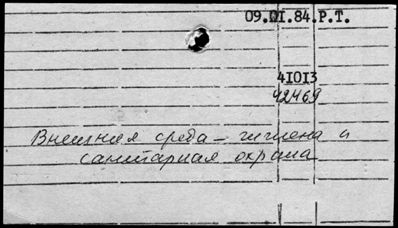 09.III.84.Р.Т.
41013
42469
Внешняя среда – гигиена и
санитарная охрана